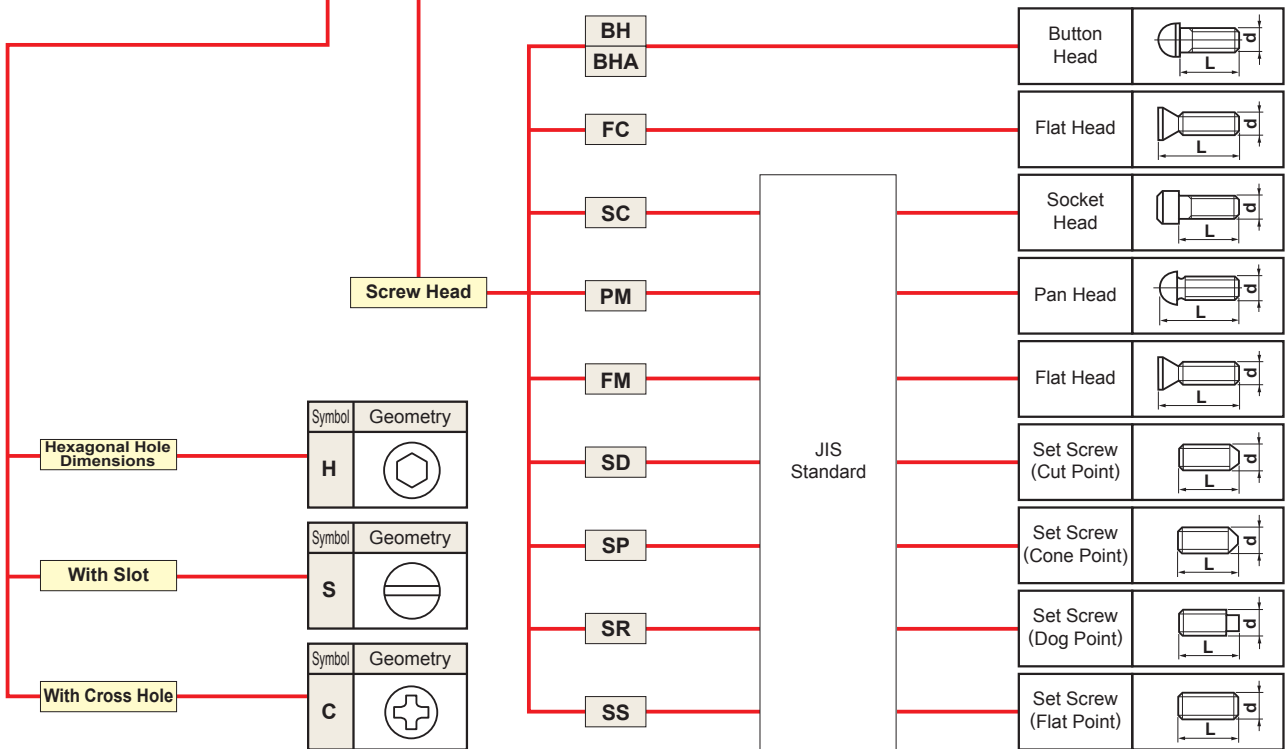 BH
BHA
Button
Head
d
L
FC
Flat Head
d
L
SC
Socket
Head
d
L
Screw Head
PM
Pan Head
d
L
FM
Flat Head
d
L
JIS
Standard
SD
Set Screw
(Cut Point)
d
L
SP
Set Screw
(Cone Point)
d
L
SR
Set Screw
(Dog Point)
d
L
SS
Set Screw
(Flat Point)
d
L
Hexagonal Hole
Dimensions
Symbol Geometry
H
With Slot
Symbol Geometry
S
With Cross Hole
Symbol Geometry
C